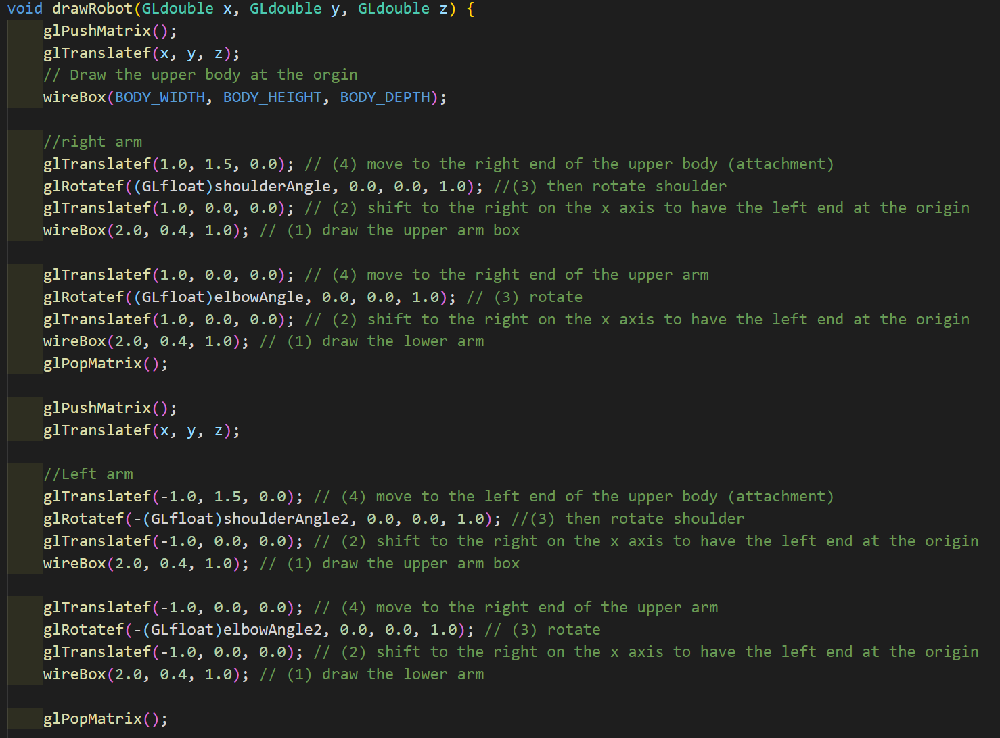 void drawRobot(GLdouble x, GLdouble y, GLdouble z) {
glPushMatrix();
glTranslatef(x, y, z);
// Draw the upper body at the orgin
wireBox(BODY_WIDTH, BODY_HEIGHT, BODY_DEPTH);
//right arm
glTranslatef(1.0, 1.5, 0.0); // (4) move to the right end of the upper body (attachment)
glRotatef((GLfloat)shoulderAngle, 0.0, 0.0, 1.0); //(3) then rotate shoulder
glTranslatef(1.0, 0.0, 0.0); // (2) shift to the right on the x axis to have the left end at the origin
wireBox(2.0, 0.4, 1.0); // (1) draw the upper arm box
glTranslatef(1.0, 0.0, 0.0); // (4) move to the right end of the upper arm
glRotatef((GLfloat)elbowAngle, 0.0, 0.0, 1.0); // (3) rotate
glTranslatef(1.0, 0.0, 0.0); // (2) shift to the right on the x axis to have the left end at the origin
wireBox(2.0, 0.4, 1.0); // (1) draw the lower arm
glPopMatrix();
glPushMatrix();
glTranslatef(x, y, z);
//Left arm
glTranslatef(-1.0, 1.5, 0.0); // (4) move to the left end of the upper body (attachment)
glRotatef(-(GLfloat)shoulderAngle2, 0.0, 0.0, 1.0); //(3) then rotate shoulder
glTranslatef(-1.0, 0.0, 0.0); // (2) shift to the right on the x axis to have the left end at the origin
wireBox(2.0, 0.4, 1.0); // (1) draw the upper arm box
glTranslatef(-1.0, 0.0, 0.0); // (4) move to the right end of the upper arm
glRotatef(-(GLfloat)elbowAngle2, 0.0, 0.0, 1.0); // (3) rotate
glTranslatef(-1.0, 0.0, 0.0); // (2) shift to the right on the x axis to have the left end at the origin
wireBox(2.0, 0.4, 1.0); // (1) draw the lower arm
glPopMatrix();